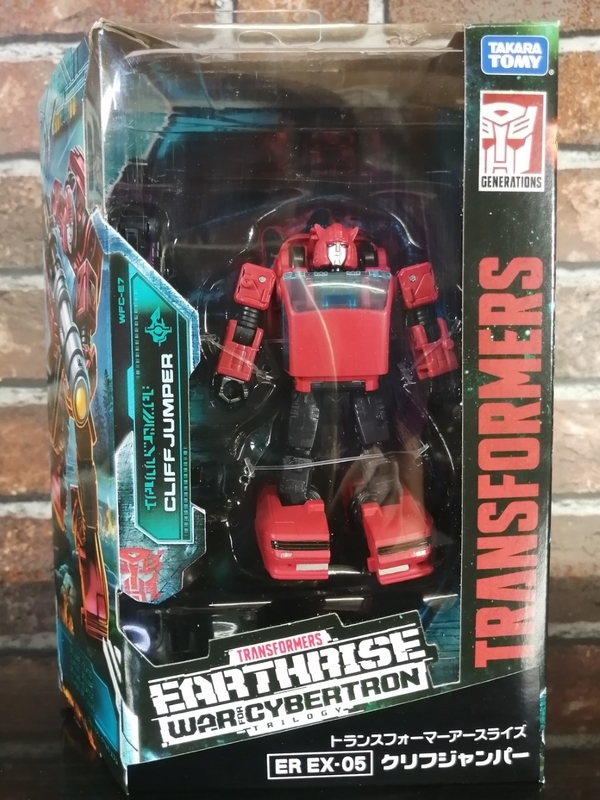 TAKARA
TOMY
GENERATIONS
TRANSFORMERS
WFC-E7
CLIFFJUMPER
TRANSFORMERS
EARTHRISE
WAR FOR CYBERTRON
TRILOGY
トランスフォーマーアースライズ
ER EX-05 クリフジャンパー